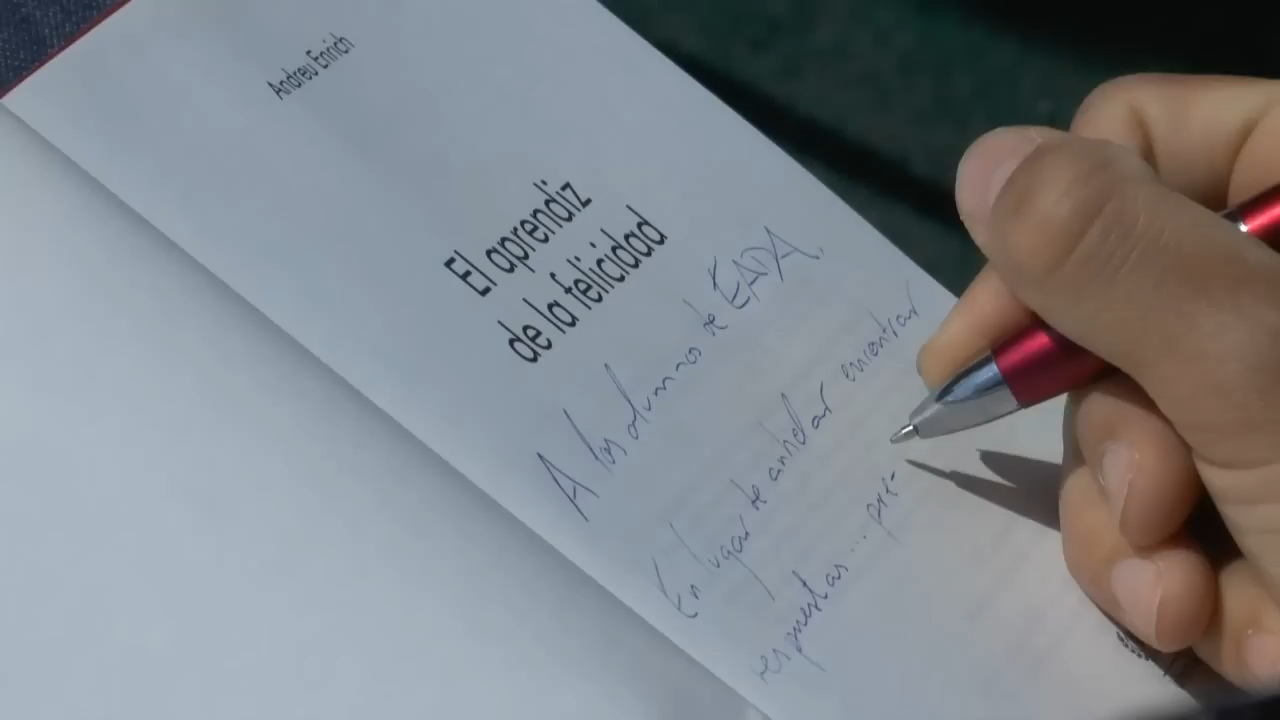 Andreu Enrich
El aprendiz
de la felicidad
A los alumnos de EADA,
En lugar de anhelar encontrar
respuestas... pre-